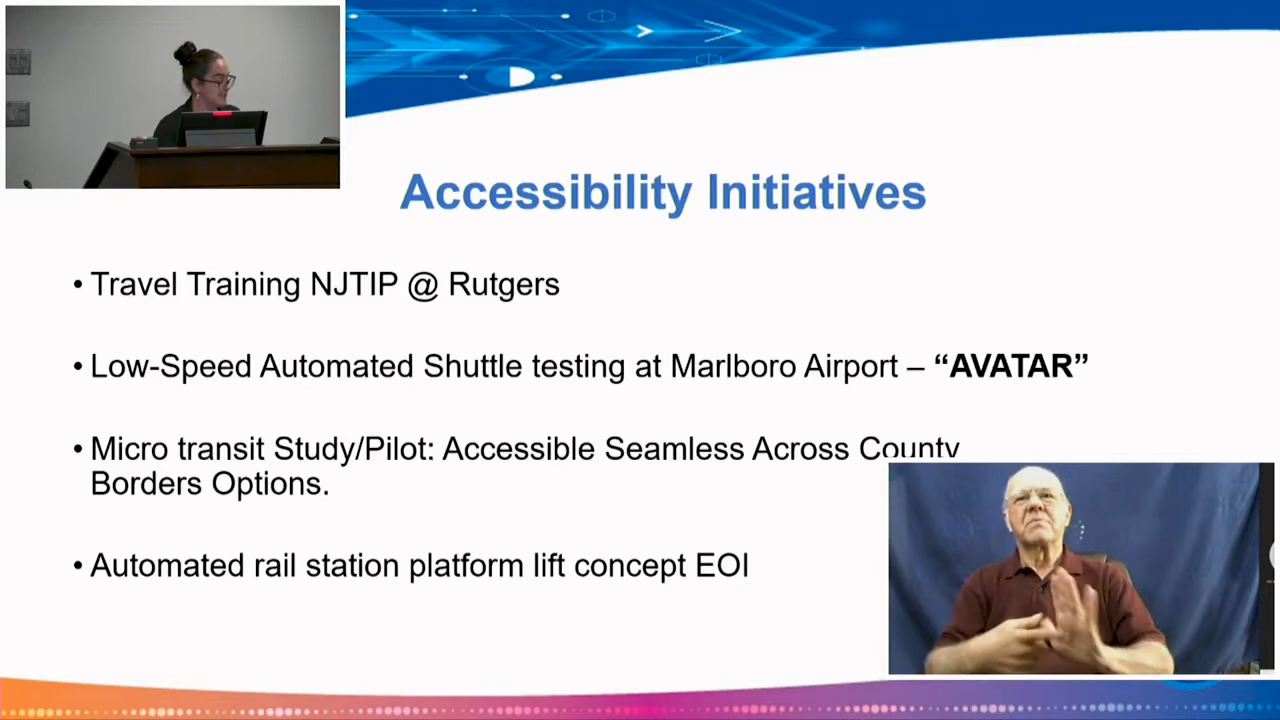 Accessibility Initiatives
• Travel Training NJTIP @ Rutgers
• Low-Speed Automated Shuttle testing at Marlboro Airport – “AVATAR”
• Micro transit Study/Pilot: Accessible Seamless Across County
Borders Options.
• Automated rail station platform lift concept EOI